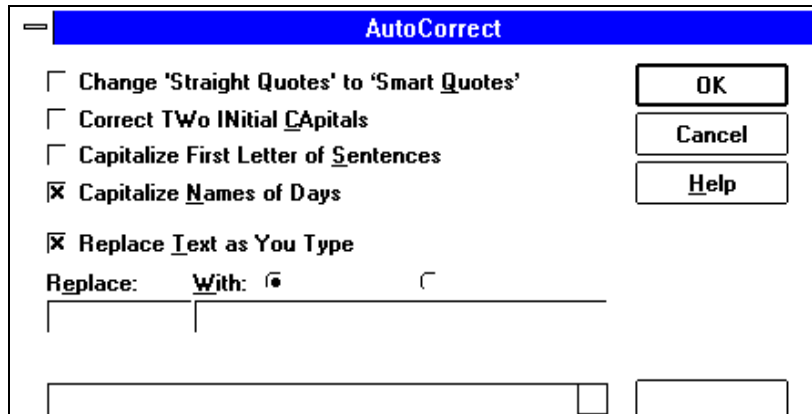 AutoCorrect
Change 'Straight Quotes' to ‘Smart Quotes’
OK
Correct TWo INitial CApitals
Cancel
Capitalize First Letter of Sentences
Help
Capitalize Names of Days
Replace Text as You Type
Replace: With: